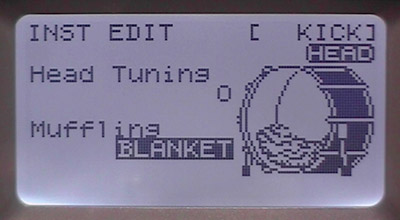 INST EDIT [ KICK]
HEAD
Head Tuning
0
Muffling
BLANKET